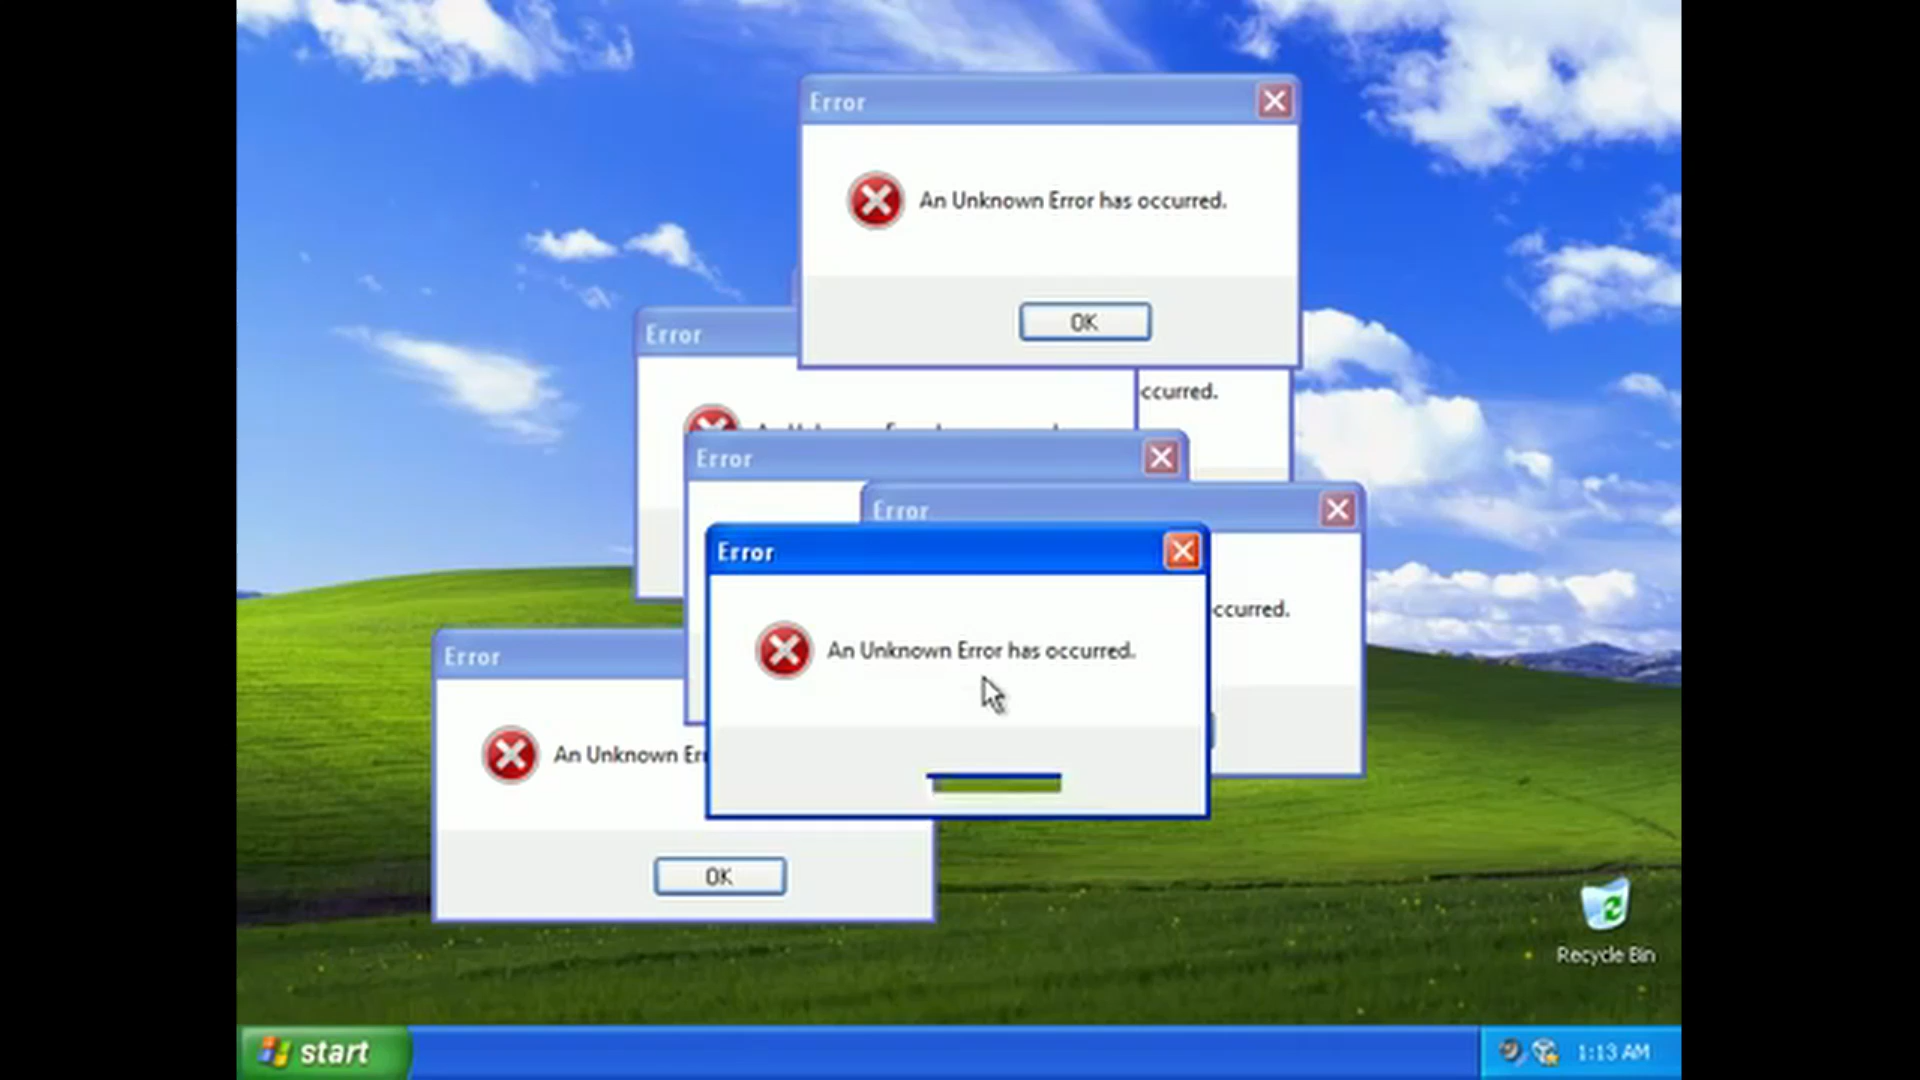 Error
An Unknown Error has occurred.
OK
Error
ccurred.
Error
Error
Error
ccurred.
An Unknown Error has occurred.
Error
An Unknown Err
OK
Recycle Bin
start
1:13 AM